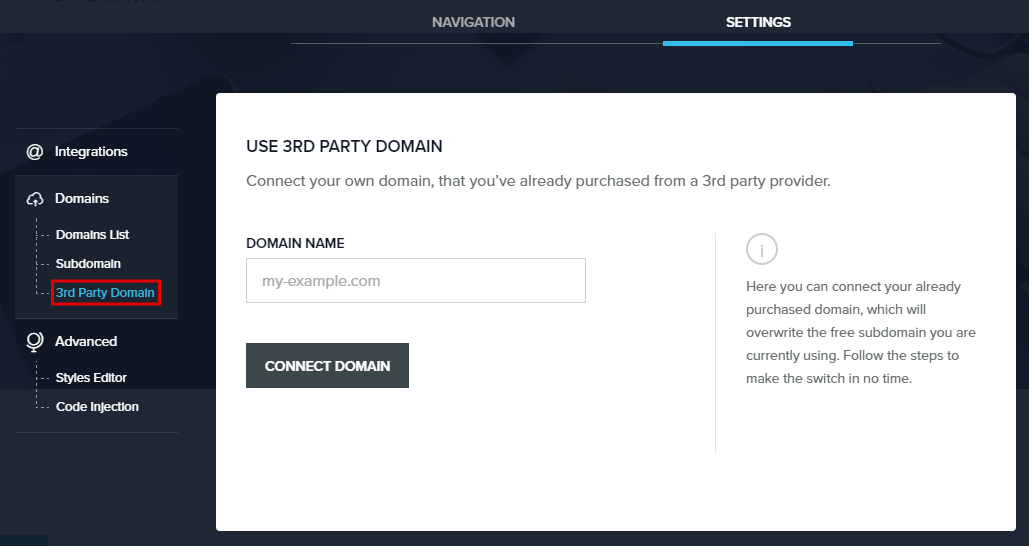 NAVIGATION
SETTINGS
@ Integrations
Domains
Domains List
Subdomain
3rd Party Domain
Advanced
Styles Editor
Code Injection
USE 3RD PARTY DOMAIN
Connect your own domain, that you've already purchased from a 3rd party provider.
DOMAIN NAME
my-example.com
CONNECT DOMAIN
i
Here you can connect your already
purchased domain, which will
overwrite the free subdomain you are
currently using. Follow the steps to
make the switch in no time.